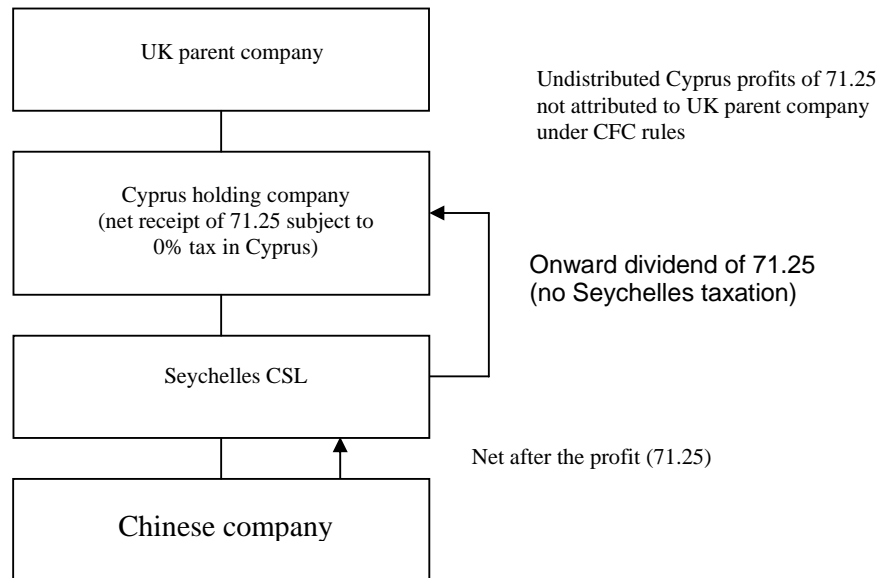 UK parent company
Undistributed Cyprus profits of 71.25
not attributed to UK parent company
under CFC rules
Cyprus holding company
(net receipt of 71.25 subject to
0% tax in Cyprus)
Onward dividend of 71.25
(no Seychelles taxation)
Seychelles CSL
Net after the profit (71.25)
Chinese company